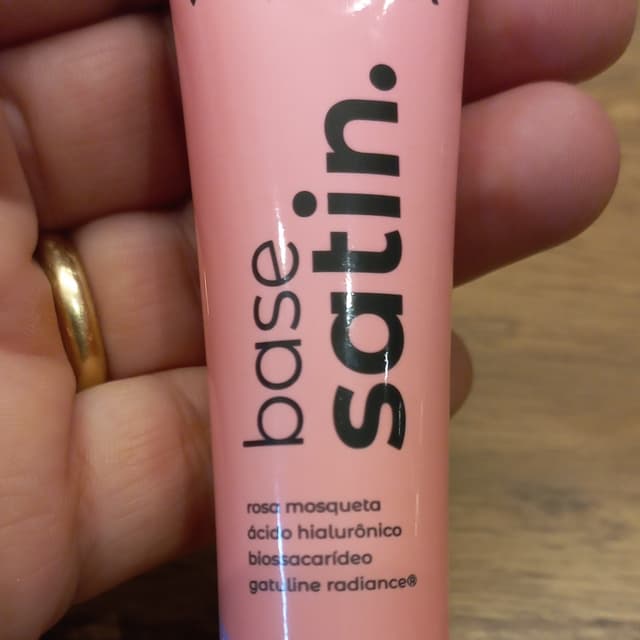 base
satin.
rosa mosqueta
ácido hialurônico
biossacarídeo
gatuline radiance®